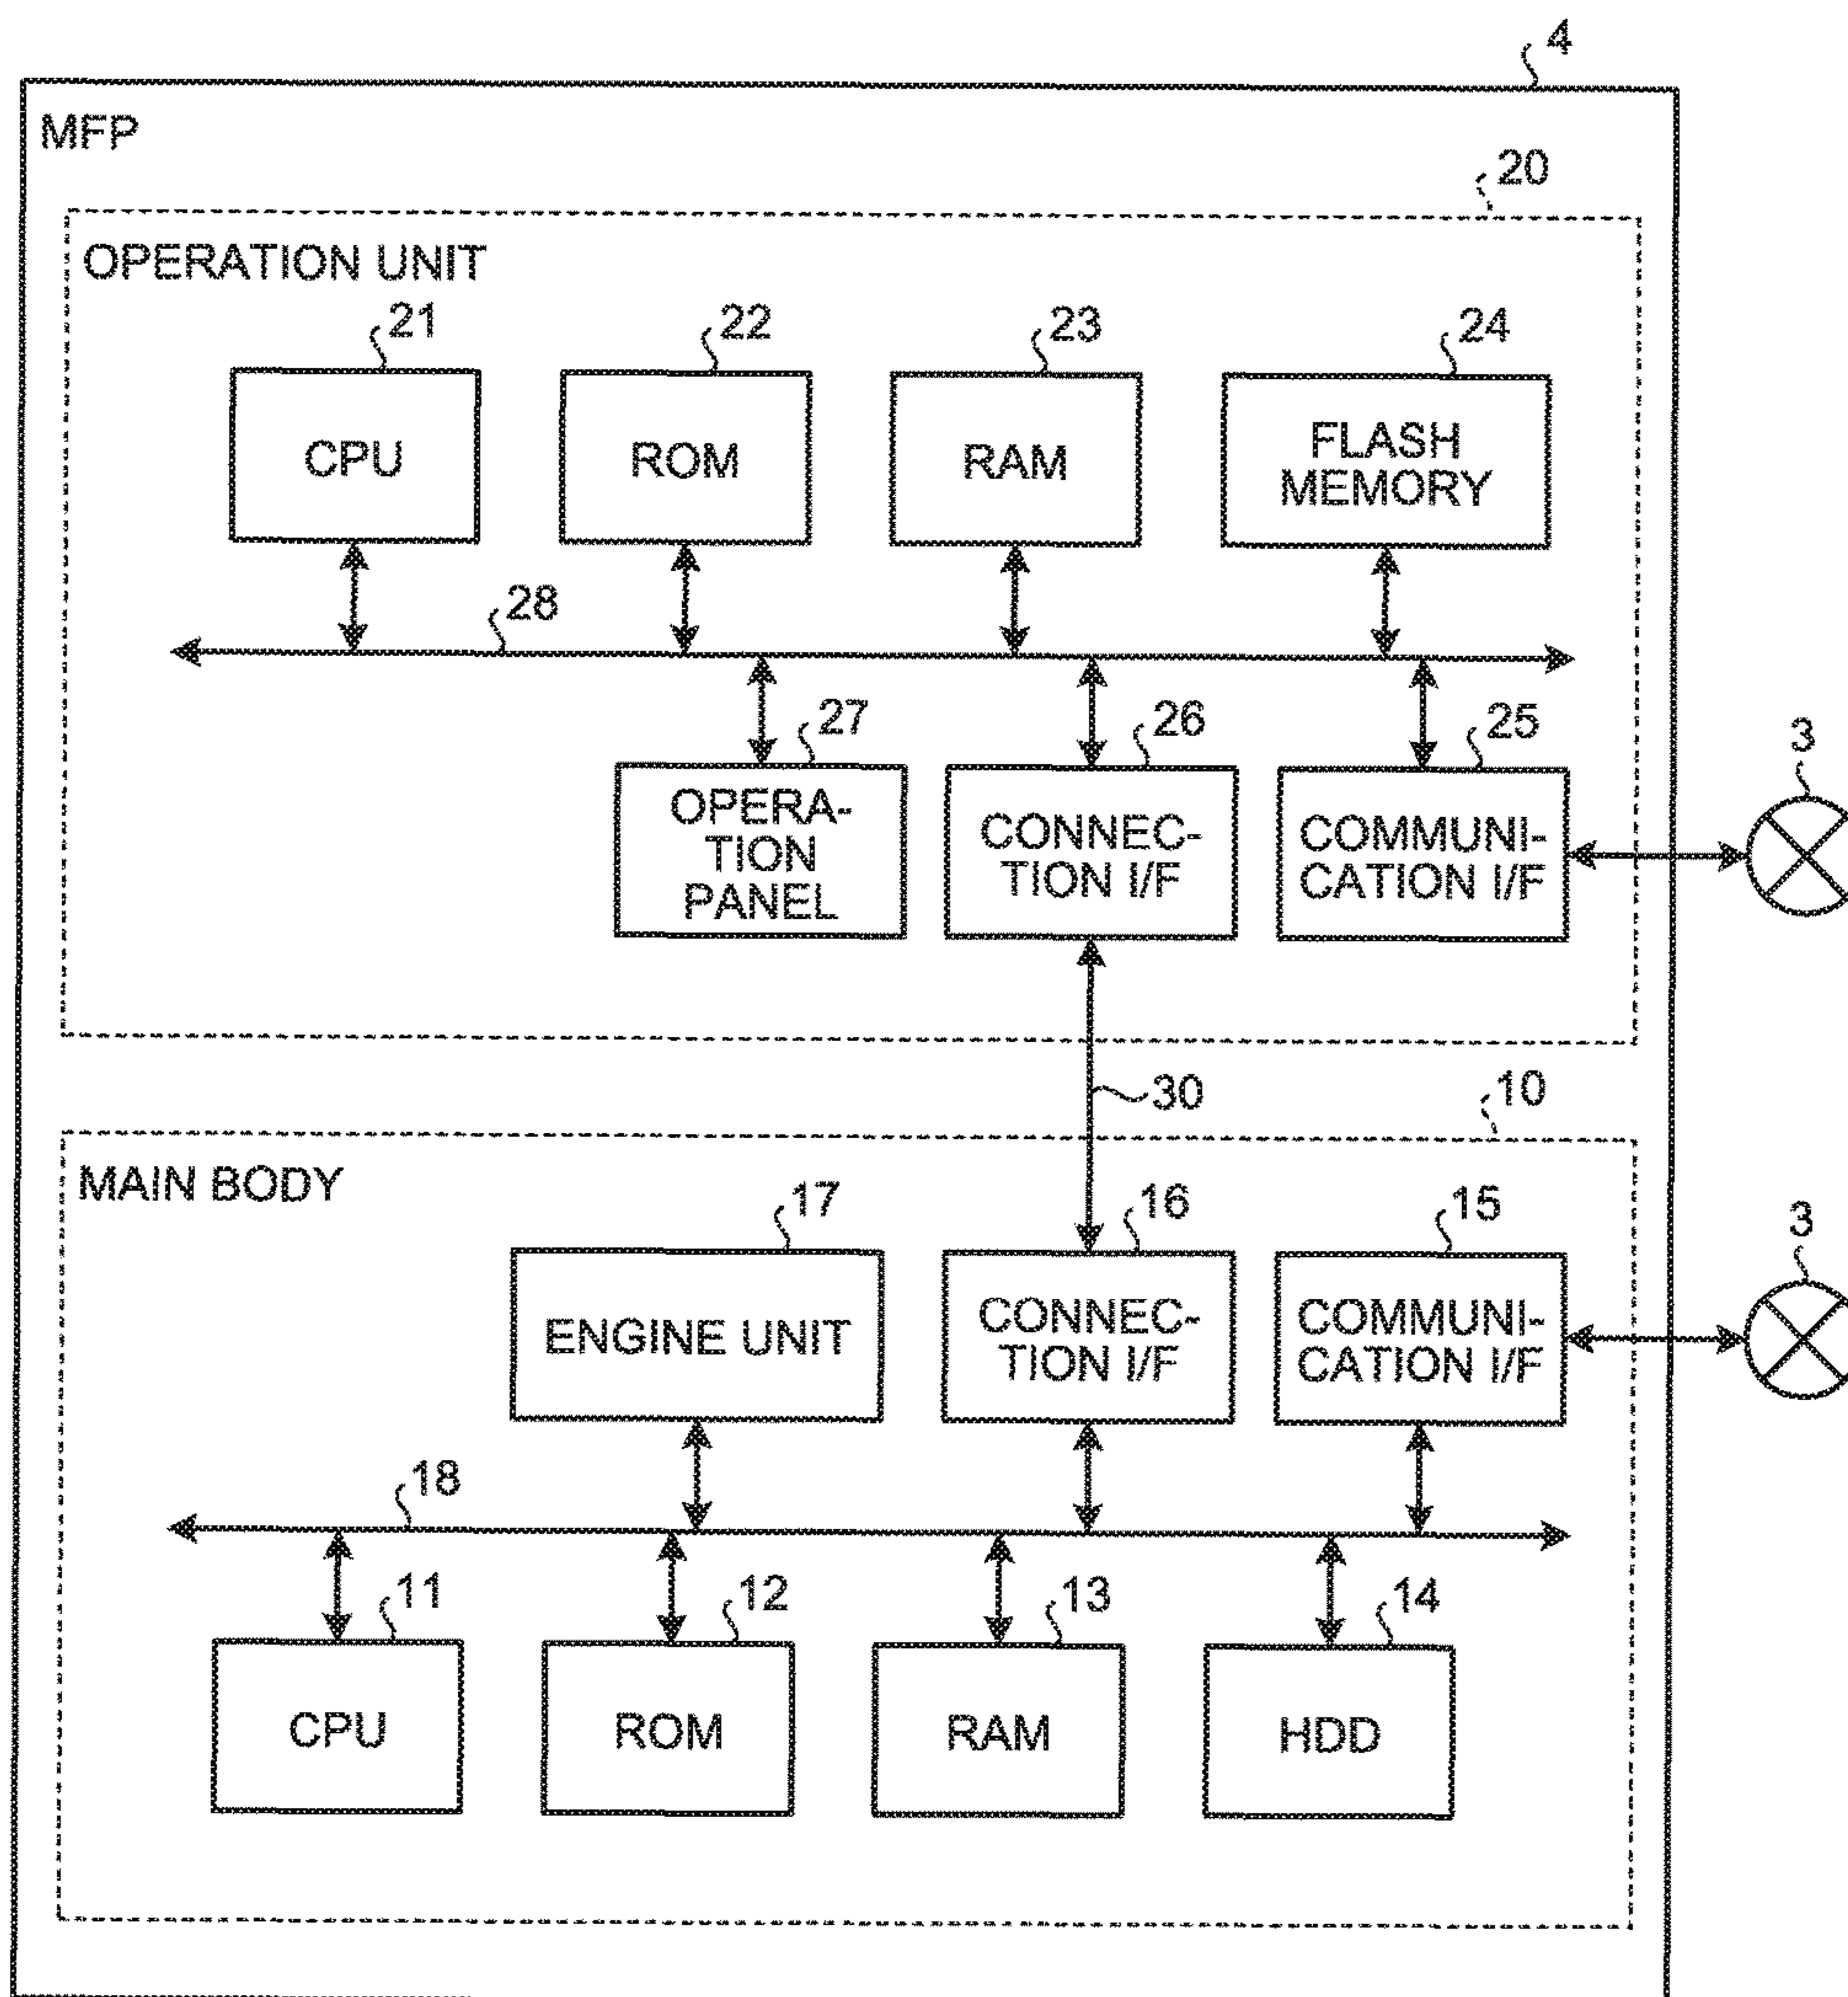 4
MFP
20
OPERATION UNIT
21
22
23
24
CPU
ROM
RAM
FLASH
MEMORY
28
27
26
25
3
OPERA-
TION
PANEL
CONNEC-
TION I/F
COMMUNI-
CATION I/F
30
10
MAIN BODY
17
16
15
3
ENGINE UNIT
CONNEC-
TION I/F
COMMUNI-
CATION I/F
18
11
12
13
14
CPU
ROM
RAM
HDD